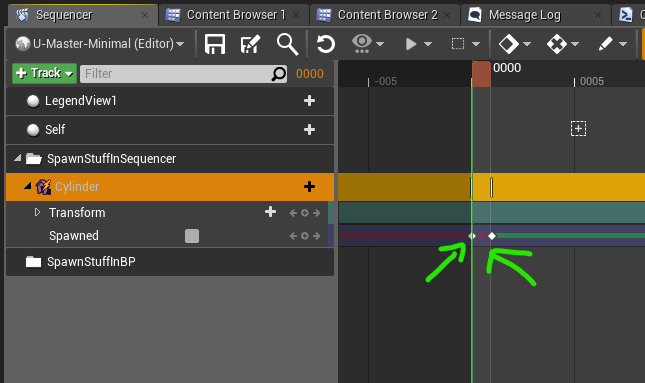 Sequencer
Content Browser 1
Content Browser 2
Message Log
C
U-Master-Minimal (Editor)
Track
Filter
0000
0000
-005
0005
LegendView1
Self
SpawnStuffInSequencer
Cylinder
Transform
Spawned
SpawnStuffInBP